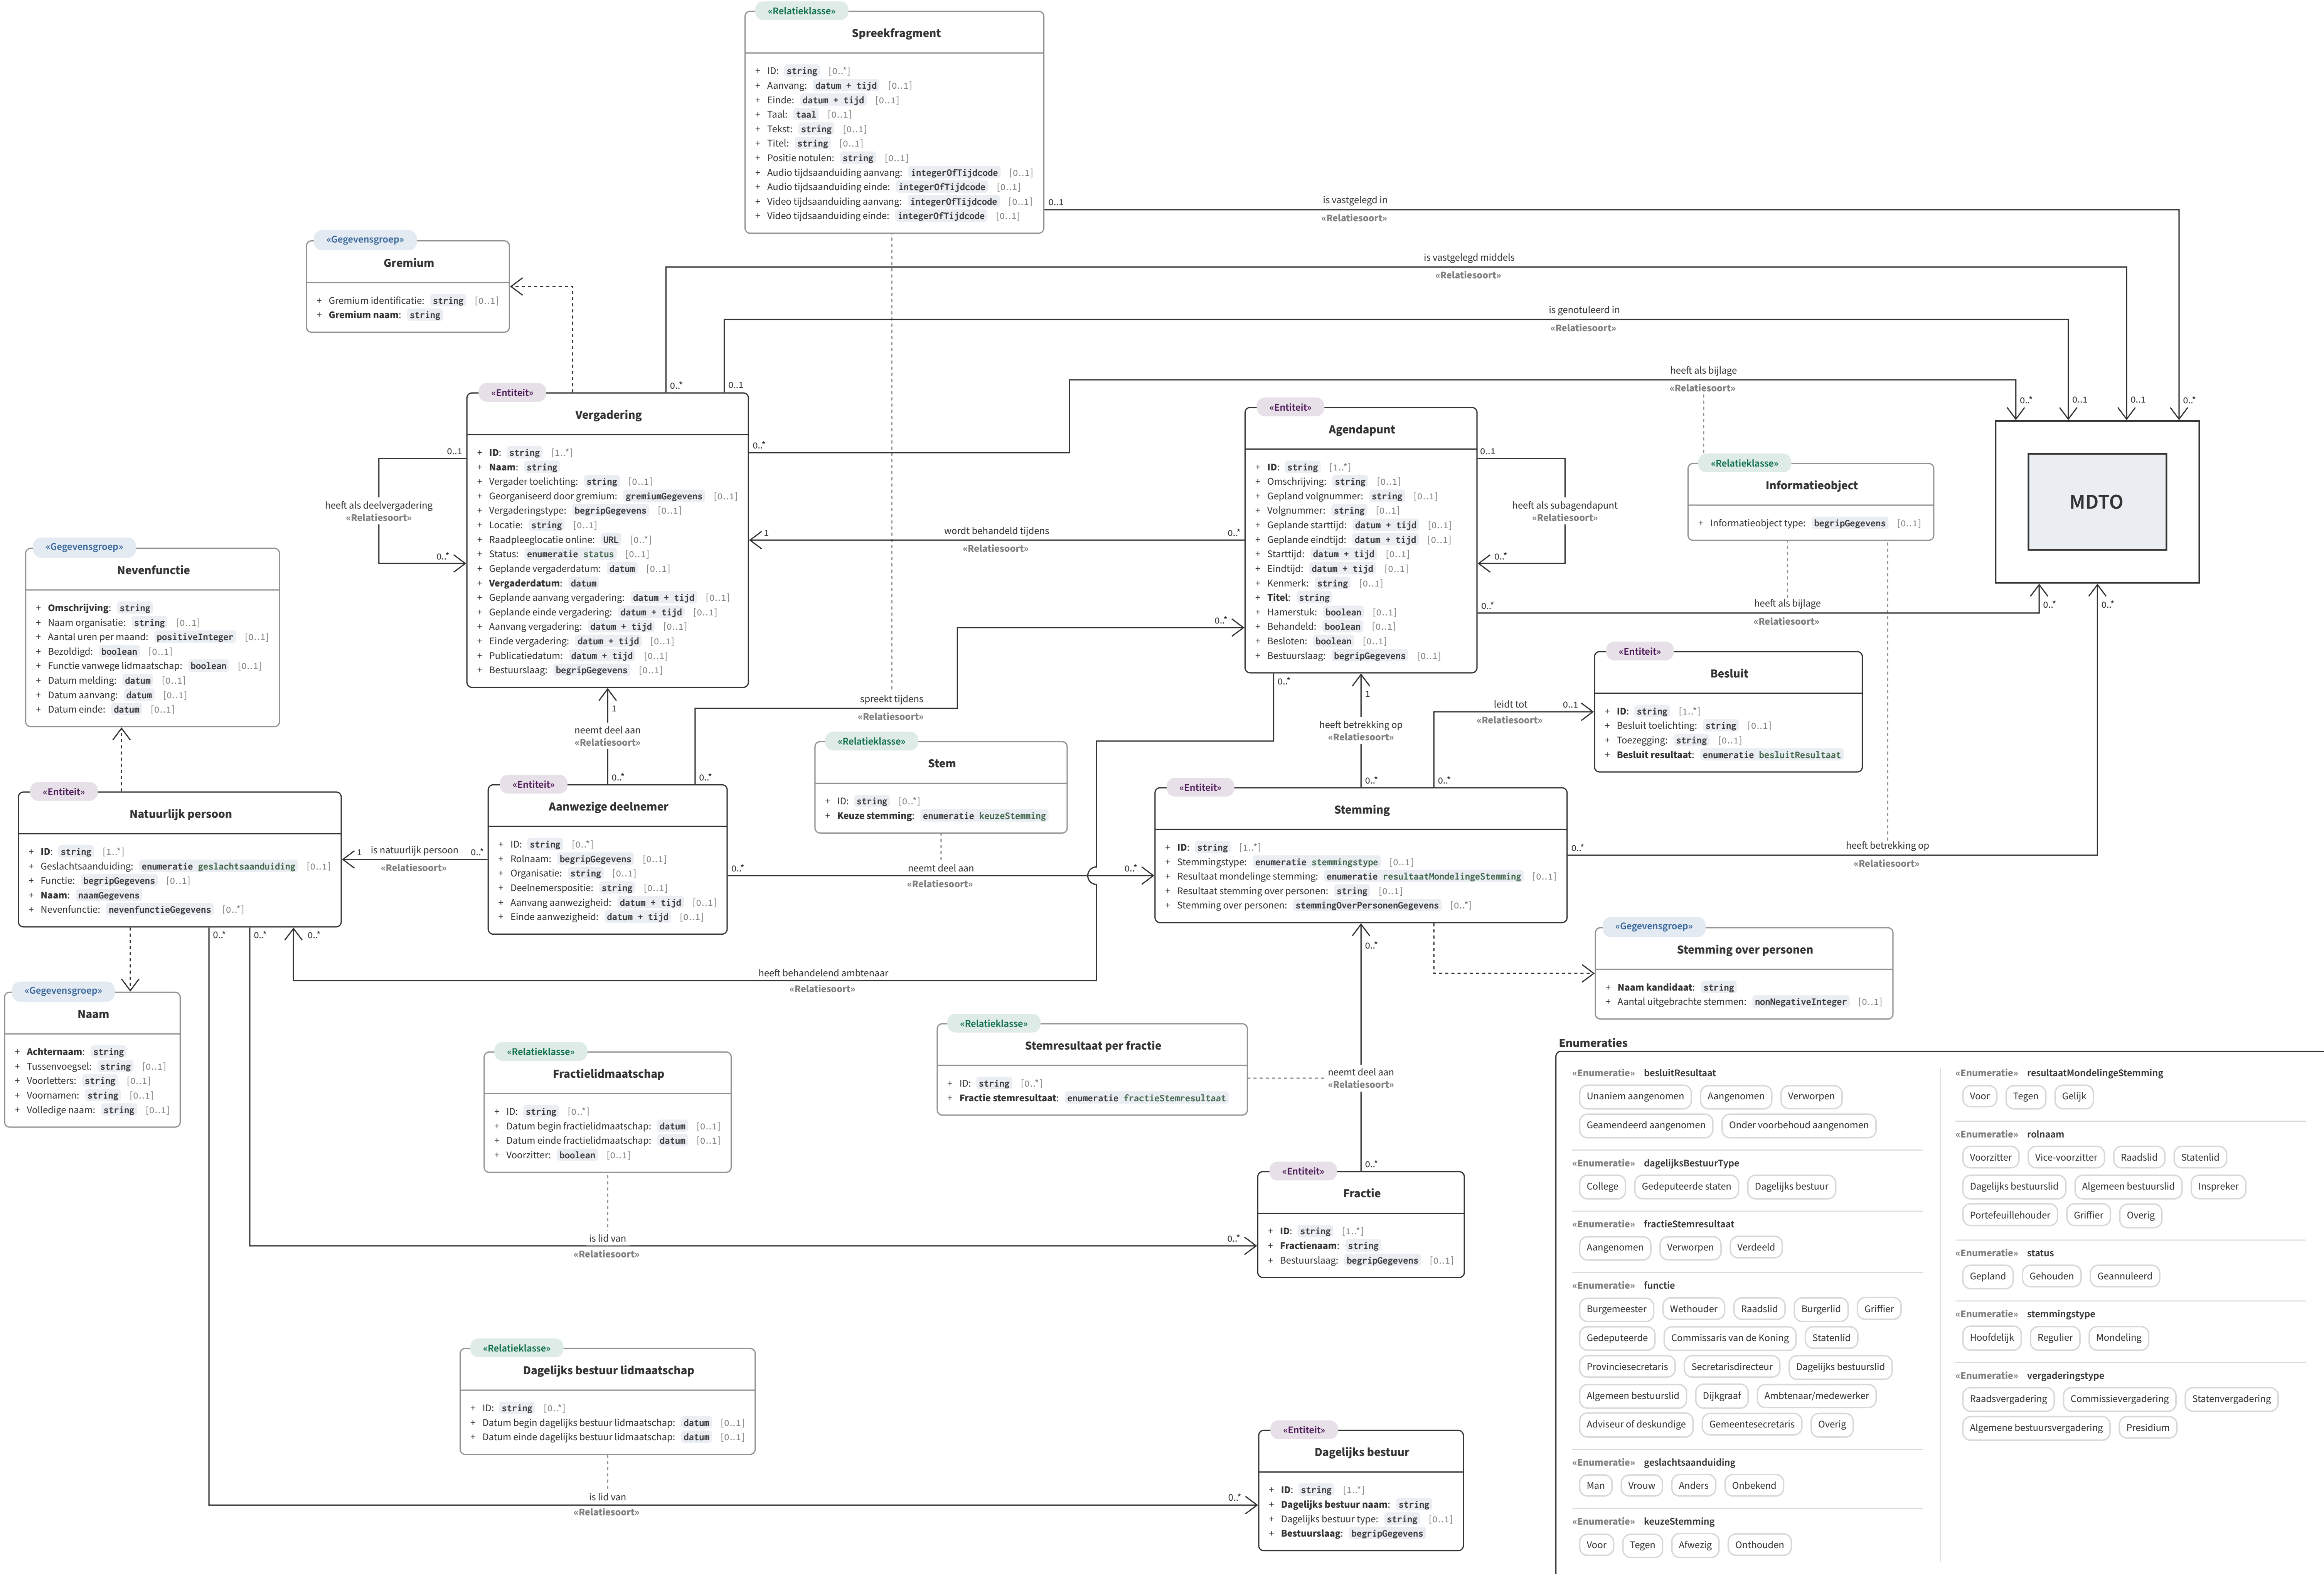 «Relatieklasse»
Spreekfragment
+ ID: string [0..*]
+ Aanvang: datum + tijd [0..1]
+ Einde: datum + tijd [0..1]
+ Taal: taal [0..1]
+ Tekst: string [0..1]
+ Titel: string [0..1]
+ Positie notulen: string [0..1]
+ Audio tijdsaanduiding aanvang: integerOfTijdcode [0..1]
+ Audio tijdsaanduiding einde: integerOfTijdcode [0..1]
+ Video tijdsaanduiding aanvang: integerOfTijdcode [0..1]
+ Video tijdsaanduiding einde: integerOfTijdcode [0..1]
0..1
is vastgelegd in
«Relatiesoort»
«Gegevensgroep»
Gremium
+ Gremium identificatie: string [0..1]
+ Gremium naam: string
is vastgelegd middels
«Relatiesoort»
is genotuleerd in
«Relatiesoort»
heeft als bijlage
«Relatiesoort»
0..*
0..1
0..*
0..1
0..1
0..*
«Entiteit»
Vergadering
+ ID: string [1..*]
+ Naam: string
+ Vergader toelichting: string [0..1]
+ Georganiseerd door gremium: gremiumGegevens [0..1]
+ Vergaderingstype: begripGegevens [0..1]
+ Locatie: string [0..1]
+ Raadpleeglocatie online: URL [0..*]
+ Status: enumeratie status [0..1]
+ Geplande vergaderdatum: datum [0..1]
+ Vergaderdatum: datum
+ Geplande aanvang vergadering: datum + tijd [0..1]
+ Geplande einde vergadering: datum + tijd [0..1]
+ Aanvang vergadering: datum + tijd [0..1]
+ Einde vergadering: datum + tijd [0..1]
+ Publicatiedatum: datum + tijd [0..1]
+ Bestuurslaag: begripGegevens [0..1]
0..*
0..1
heeft als deelvergadering
«Relatiesoort»
0..*
1
wordt behandeld tijdens
«Relatiesoort»
0..*
«Entiteit»
Agendapunt
+ ID: string [1..*]
+ Omschrijving: string [0..1]
+ Gepland volgnummer: string [0..1]
+ Volgnummer: string [0..1]
+ Geplande starttijd: datum + tijd [0..1]
+ Geplande eindtijd: datum + tijd [0..1]
+ Starttijd: datum + tijd [0..1]
+ Eindtijd: datum + tijd [0..1]
+ Kenmerk: string [0..1]
+ Titel: string
+ Hamerstuk: boolean [0..1]
+ Behandeld: boolean [0..1]
+ Besloten: boolean [0..1]
+ Bestuurslaag: begripGegevens [0..1]
0..1
heeft als subagendapunt
«Relatiesoort»
0..*
«Relatieklasse»
Informatieobject
+ Informatieobject type: begripGegevens [0..1]
MDTO
0..*
heeft als bijlage
«Relatiesoort»
0..*
0..*
«Gegevensgroep»
Nevenfunctie
+ Omschrijving: string
+ Naam organisatie: string [0..1]
+ Aantal uren per maand: positiveInteger [0..1]
+ Bezoldigd: boolean [0..1]
+ Functie vanwege lidmaatschap: boolean [0..1]
+ Datum melding: datum [0..1]
+ Datum aanvang: datum [0..1]
+ Datum einde: datum [0..1]
0..*
spreekt tijdens
«Relatiesoort»
1
neemt deel aan
«Relatiesoort»
0..*
0..*
0..*
1
heeft betrekking op
«Relatiesoort»
0..*
0..*
leidt tot
«Relatiesoort»
0..1
«Entiteit»
Besluit
+ ID: string [1..*]
+ Besluit toelichting: string [0..1]
+ Toezegging: string [0..1]
+ Besluit resultaat: enumeratie besluitResultaat
«Relatieklasse»
Stem
+ ID: string [0..*]
+ Keuze stemming: enumeratie keuzeStemming
«Entiteit»
Natuurlijk persoon
+ ID: string [1..*]
+ Geslachtsaanduiding: enumeratie geslachtsaanduiding [0..1]
+ Functie: begripGegevens [0..1]
+ Naam: naamGegevens
+ Nevenfunctie: nevenfunctieGegevens [0..*]
1
is natuurlijk persoon
«Relatiesoort»
0..*
«Entiteit»
Aanwezige deelnemer
+ ID: string [0..*]
+ Rolnaam: begripGegevens [0..1]
+ Organisatie: string [0..1]
+ Deelnemerspositie: string [0..1]
+ Aanvang aanwezigheid: datum + tijd [0..1]
+ Einde aanwezigheid: datum + tijd [0..1]
0..*
neemt deel aan
«Relatiesoort»
0..*
«Entiteit»
Stemming
+ ID: string [1..*]
+ Stemmingstype: enumeratie stemmingstype [0..1]
+ Resultaat mondelinge stemming: enumeratie resultaatMondelingeStemming [0..1]
+ Resultaat stemming over personen: string [0..1]
+ Stemming over personen: stemmingOverPersonenGegevens [0..*]
0..*
heeft betrekking op
«Relatiesoort»
0..*
0..*
0..*
0..*
heeft behandelend ambtenaar
«Relatiesoort»
«Gegevensgroep»
Stemming over personen
+ Naam kandidaat: string
+ Aantal uitgebrachte stemmen: nonNegativeInteger [0..1]
«Gegevensgroep»
Naam
+ Achternaam: string
+ Tussenvoegsel: string [0..1]
+ Voorletters: string [0..1]
+ Voornamen: string [0..1]
+ Volledige naam: string [0..1]
«Relatieklasse»
Fractielidmaatschap
+ ID: string [0..*]
+ Datum begin fractielidmaatschap: datum [0..1]
+ Datum einde fractielidmaatschap: datum [0..1]
+ Voorzitter: boolean [0..1]
«Relatieklasse»
Stemresultaat per fractie
+ ID: string [0..*]
+ Fractie stemresultaat: enumeratie fractieStemresultaat
neemt deel aan
«Relatiesoort»
0..*
is lid van
«Relatiesoort»
0..*
«Entiteit»
Fractie
+ ID: string [1..*]
+ Fractienaam: string
+ Bestuurslaag: begripGegevens [0..1]
«Relatieklasse»
Dagelijks bestuur lidmaatschap
+ ID: string [0..*]
+ Datum begin dagelijks bestuur lidmaatschap: datum [0..1]
+ Datum einde dagelijks bestuur lidmaatschap: datum [0..1]
is lid van
«Relatiesoort»
0..*
«Entiteit»
Dagelijks bestuur
+ ID: string [1..*]
+ Dagelijks bestuur naam: string
+ Dagelijks bestuur type: string [0..1]
+ Bestuurslaag: begripGegevens
Enumeraties
«Enumeratie» besluitResultaat
Unaniem aangenomen Aangenomen Verworpen
Geamendeerd aangenomen Onder voorbehoud aangenomen
«Enumeratie» dagelijksBestuurType
College Gedeputeerde staten Dagelijks bestuur
«Enumeratie» fractieStemresultaat
Aangenomen Verworpen Verdeeld
«Enumeratie» functie
Burgemeester Wethouder Raadslid Burgerlid Griffier
Gedeputeerde Commissaris van de Koning Statenlid
Provinciesecretaris Secretarisdirecteur Dagelijks bestuurslid
Algemeen bestuurslid Dijkgraaf Ambtenaar/medewerker
Adviseur of deskundige Gemeentesecretaris Overig
«Enumeratie» geslachtsaanduiding
Man Vrouw Anders Onbekend
«Enumeratie» keuzeStemming
Voor Tegen Afwezig Onthouden
«Enumeratie» resultaatMondelingeStemming
Voor Tegen Gelijk
«Enumeratie» rolnaam
Voorzitter Vice-voorzitter Raadslid Statenlid
Dagelijks bestuurslid Algemeen bestuurslid Inspreker
Portefeuillehouder Griffier Overig
«Enumeratie» status
Gepland Gehouden Geannuleerd
«Enumeratie» stemmingstype
Hoofdelijk Regulier Mondeling
«Enumeratie» vergaderingstype
Raadsvergadering Commissievergadering Statenvergadering
Algemene bestuursvergadering Presidium